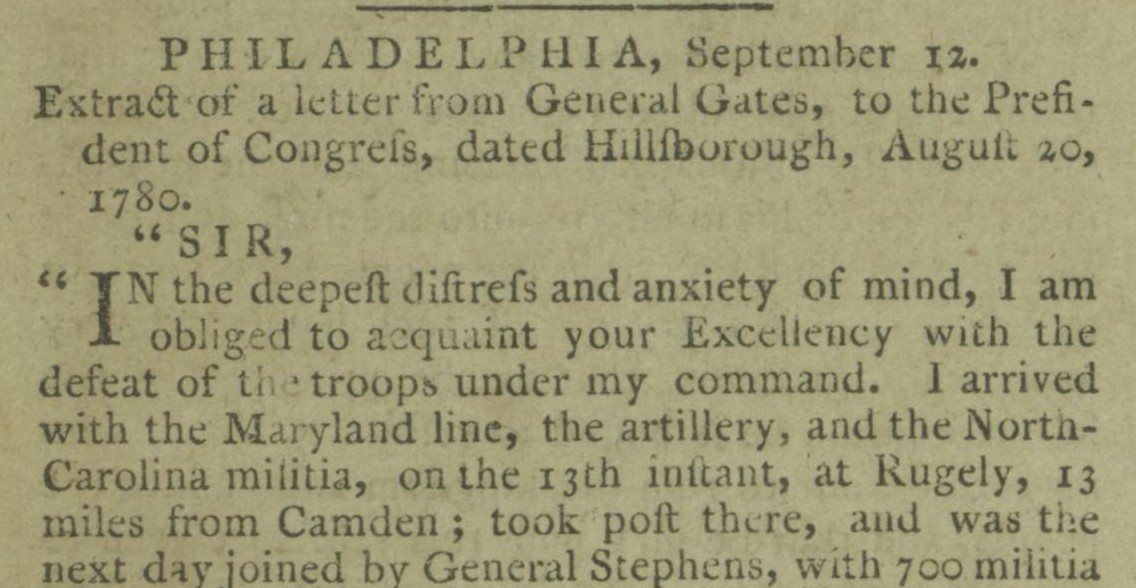 PHILADELPHIA, September 12.
Extract of a letter from General Gates, to the Preſi-
dent of Congreſs, dated Hillſborough, Auguſt 20,
1780.
“SIR,
“IN the deepeſt diſtreſs and anxiety of mind, I am
obliged to acquaint your Excellency with the
defeat of the troops under my command. I arrived
with the Maryland line, the artillery, and the North-
Carolina militia, on the 13th inſtant, at Rugely, 13
miles from Camden; took poſt there, and was the
next day joined by General Stephens, with 700 militia